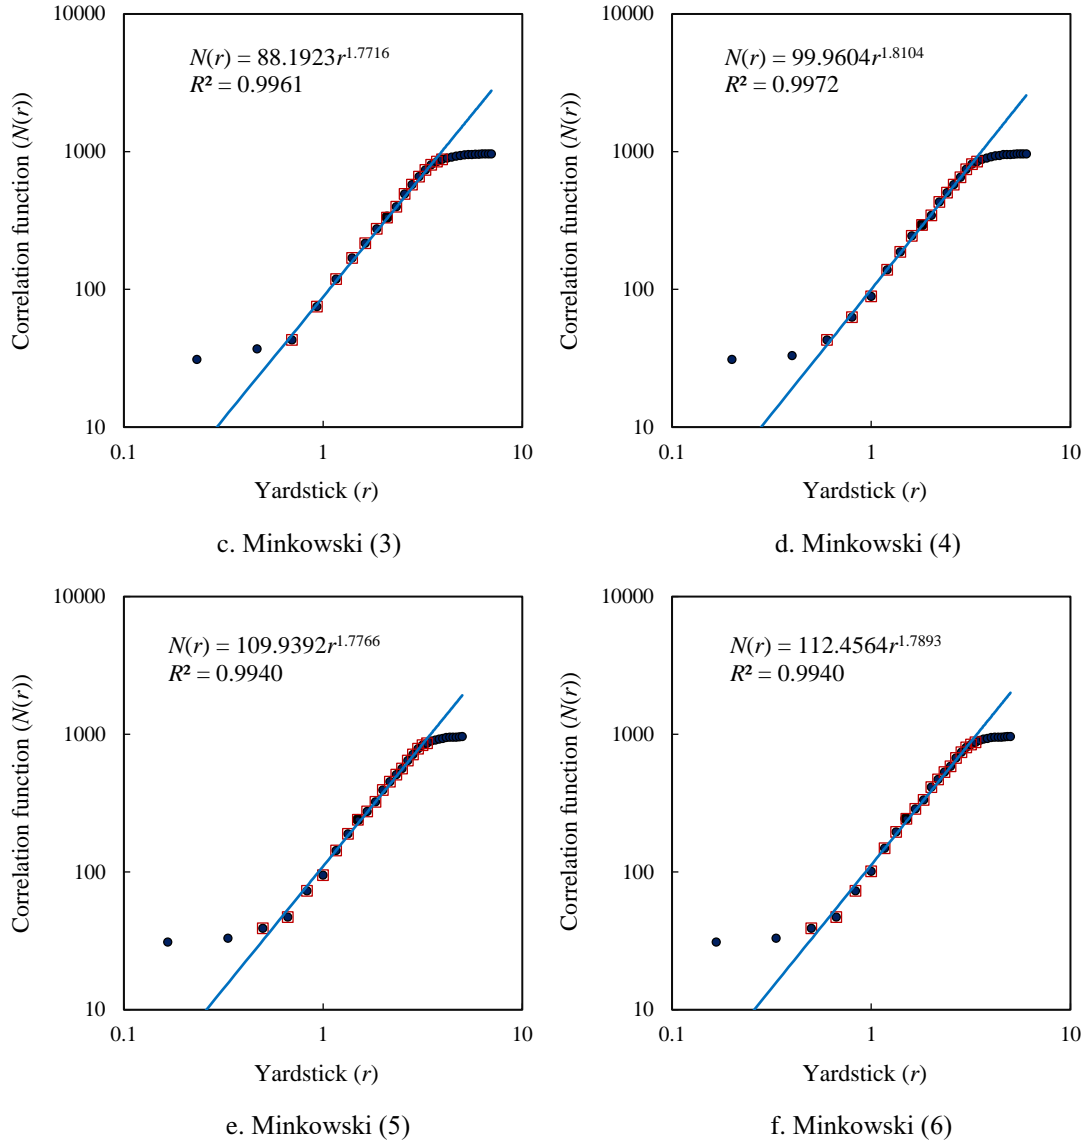 10000
1000
100
10
0.1
1
10
Correlation function (N(r))
Yardstick (r)
N(r) = 88.1923r^1.7716
R² = 0.9961
c. Minkowski (3)
10000
1000
100
10
0.1
1
10
Correlation function (N(r))
Yardstick (r)
N(r) = 99.9604r^1.8104
R² = 0.9972
d. Minkowski (4)
10000
1000
100
10
0.1
1
10
Correlation function (N(r))
Yardstick (r)
N(r) = 109.9392r^1.7766
R² = 0.9940
e. Minkowski (5)
10000
1000
100
10
0.1
1
10
Correlation function (N(r))
Yardstick (r)
N(r) = 112.4564r^1.7893
R² = 0.9940
f. Minkowski (6)